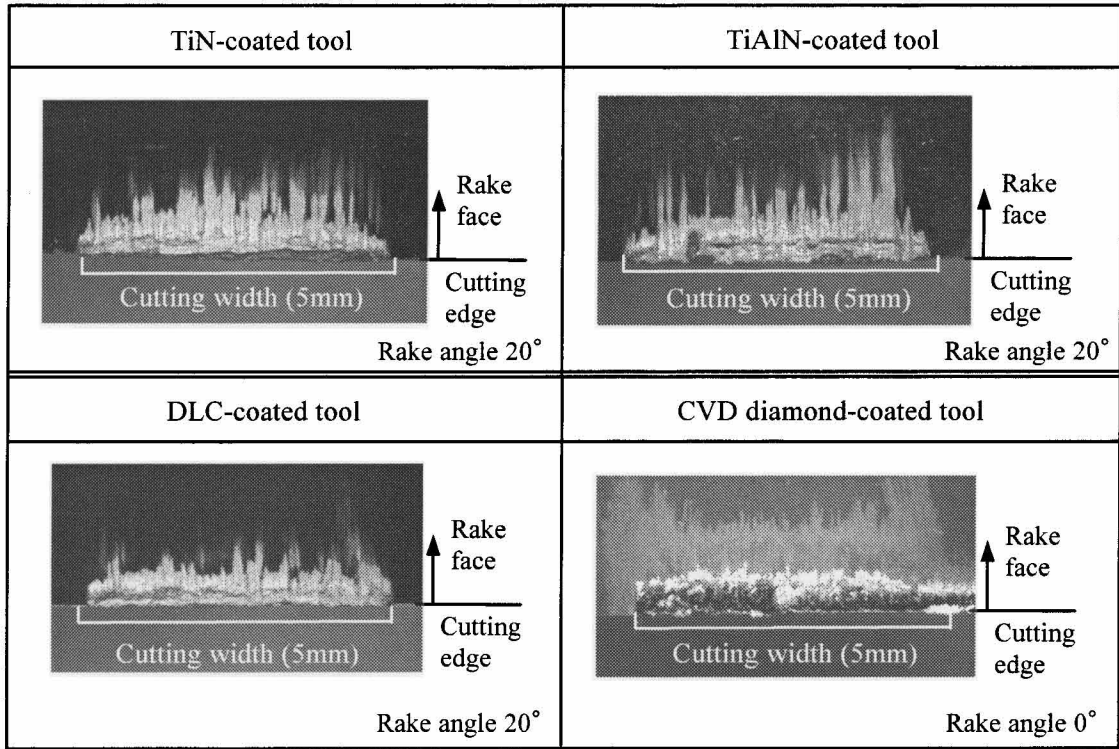 TiN-coated tool
TiAlN-coated tool
Rake
face
Cutting
edge
Cutting width (5mm)
Rake angle 20°
Rake
face
Cutting
edge
Cutting width (5mm)
Rake angle 20°
DLC-coated tool
CVD diamond-coated tool
Rake
face
Cutting
edge
Cutting width (5mm)
Rake angle 20°
Rake
face
Cutting
edge
Cutting width (5mm)
Rake angle 0°